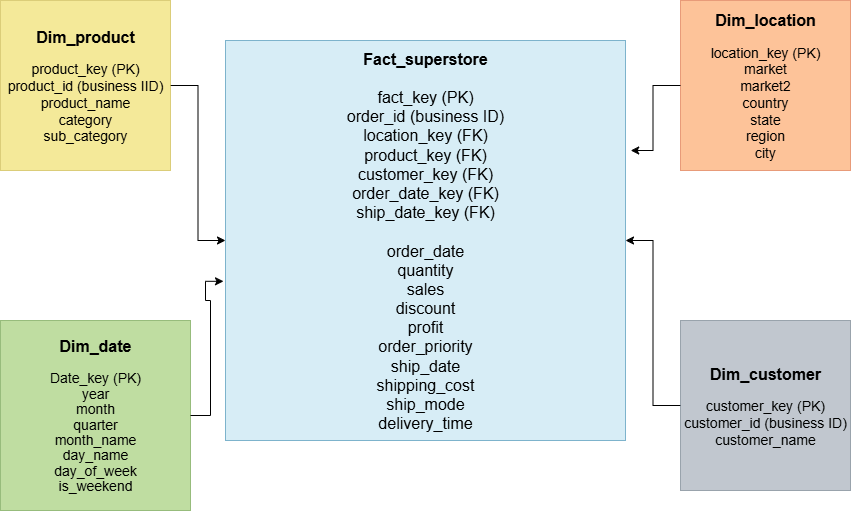 Dim_product
product_key (PK)
product_id (business IID)
product_name
category
sub_category
Fact_superstore
fact_key (PK)
order_id (business ID)
location_key (FK)
product_key (FK)
customer_key (FK)
order_date_key (FK)
ship_date_key (FK)
order_date
quantity
sales
discount
profit
order_priority
ship_date
shipping_cost
ship_mode
delivery_time
Dim_location
location_key (PK)
market
market2
country
state
region
city
Dim_date
Date_key (PK)
year
month
quarter
month_name
day_name
day_of_week
is_weekend
Dim_customer
customer_key (PK)
customer_id (business ID)
customer_name